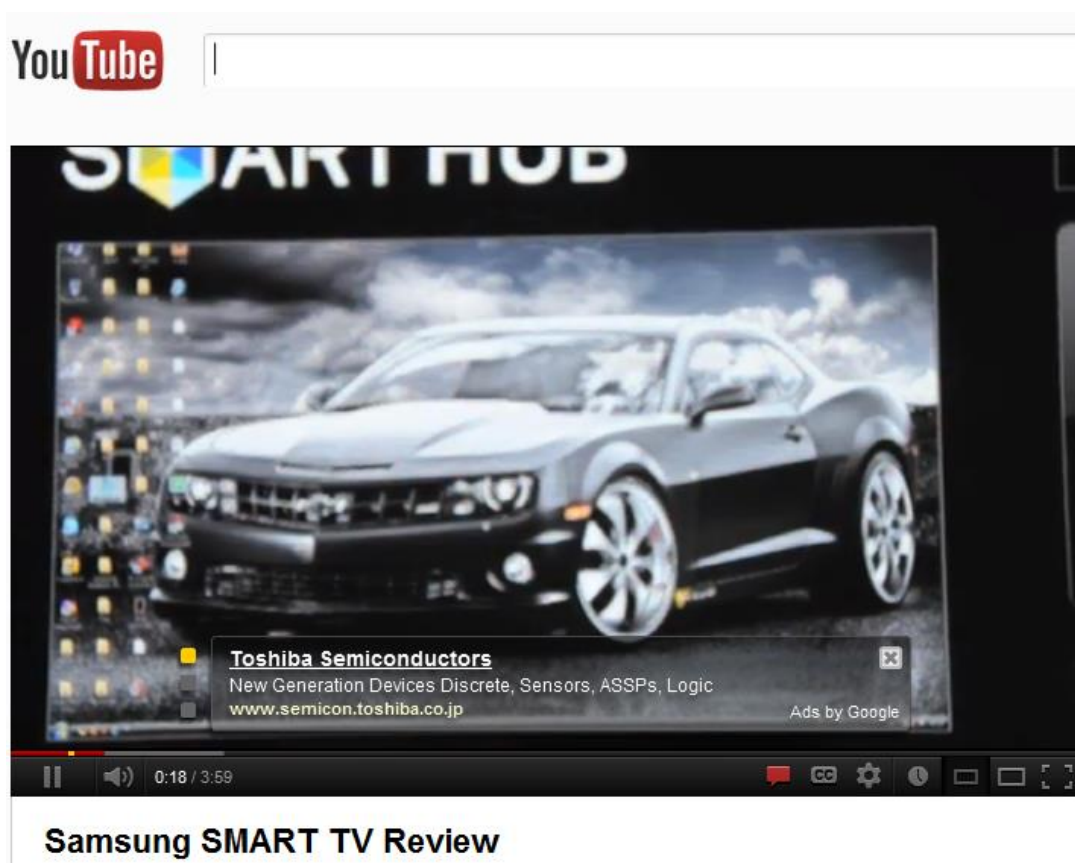 YouTube
SMART HUB
Toshiba Semiconductors
New Generation Devices Discrete, Sensors, ASSPs, Logic
www.semicon.toshiba.co.jp
Ads by Google
0:18 / 3:59
CC
Samsung SMART TV Review